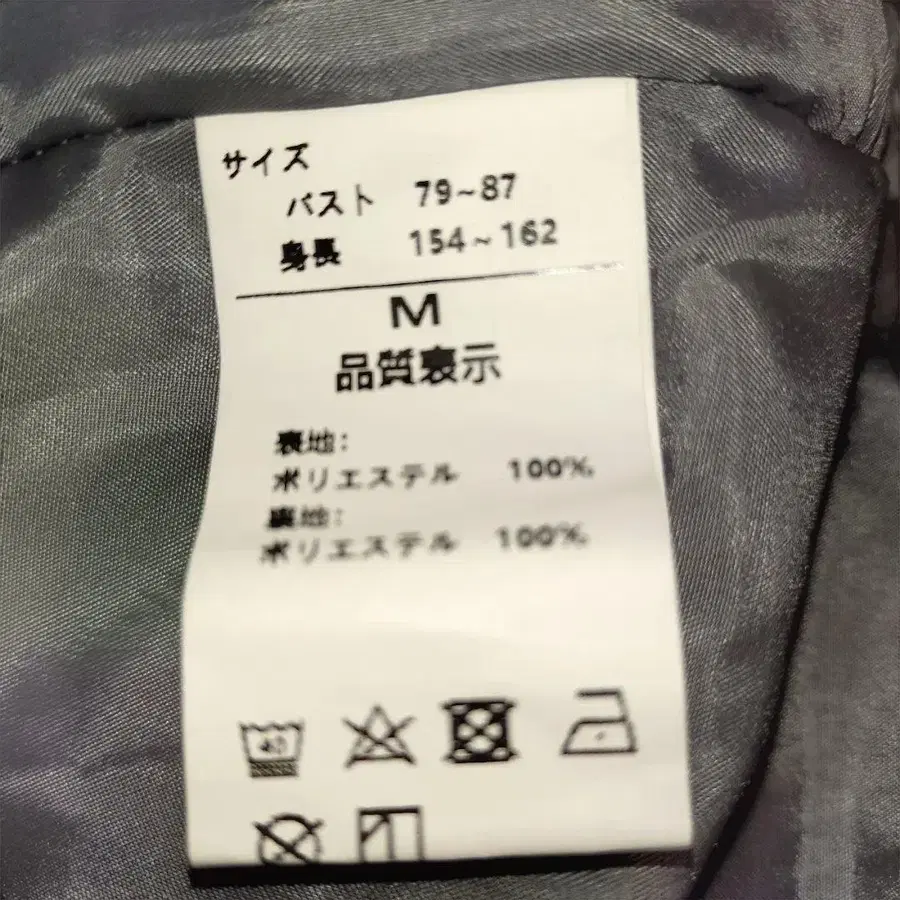 サイズ
バスト 79~87
身長 154~162
M
品質表示
表地:
ポリエステル 100%
裏地:
ポリエステル 100%
40